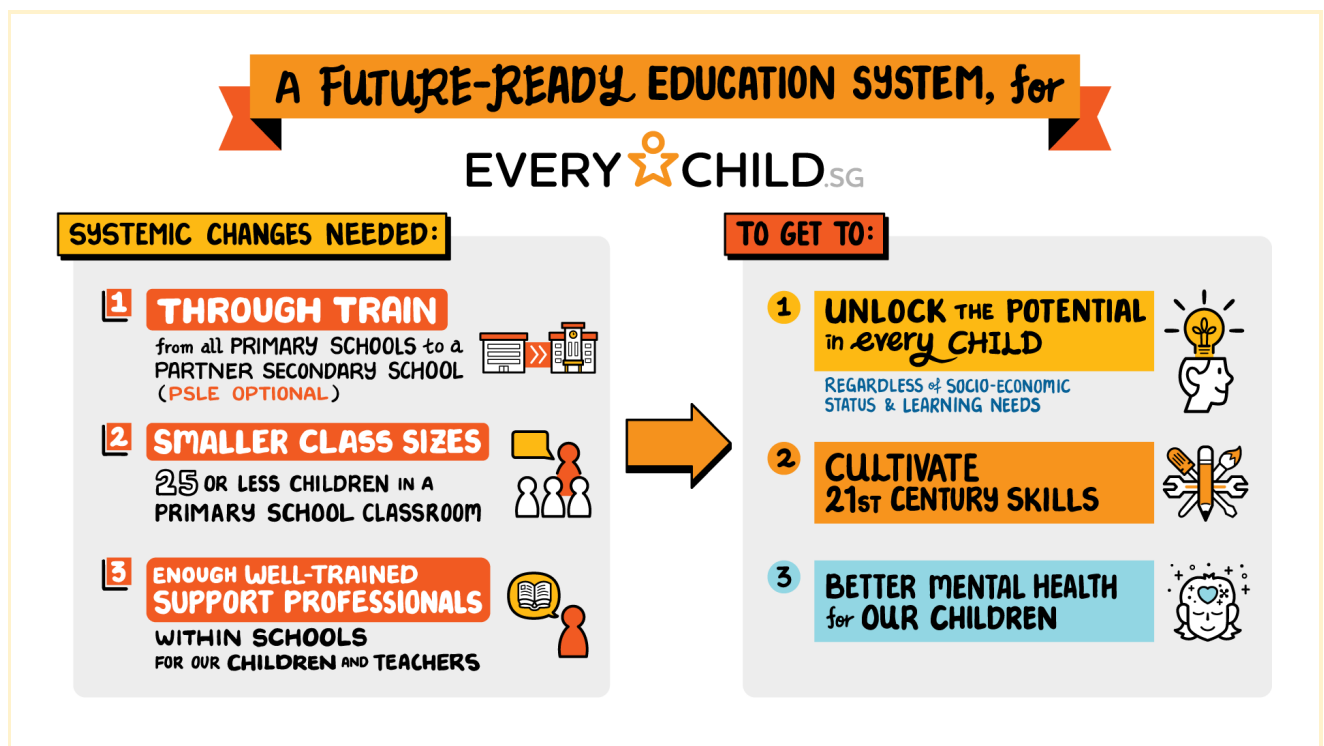 A FUTURE-READY EDUCATION SYSTEM, for
EVERY CHILD.SG
SYSTEMIC CHANGES NEEDED:
1 THROUGH TRAIN
from all PRIMARY SCHOOLS to a
PARTNER SECONDARY SCHOOL
(PSLE OPTIONAL)
2 SMALLER CLASS SIZES
25 OR LESS CHILDREN IN A
PRIMARY SCHOOL CLASSROOM
3 ENOUGH WELL-TRAINED
SUPPORT PROFESSIONALS
WITHIN SCHOOLS
FOR OUR CHILDREN AND TEACHERS
TO GET TO:
1 UNLOCK THE POTENTIAL
in every CHILD
REGARDLESS of SOCIO-ECONOMIC
STATUS & LEARNING NEEDS
2 CULTIVATE
21ST CENTURY SKILLS
3 BETTER MENTAL HEALTH
for OUR CHILDREN